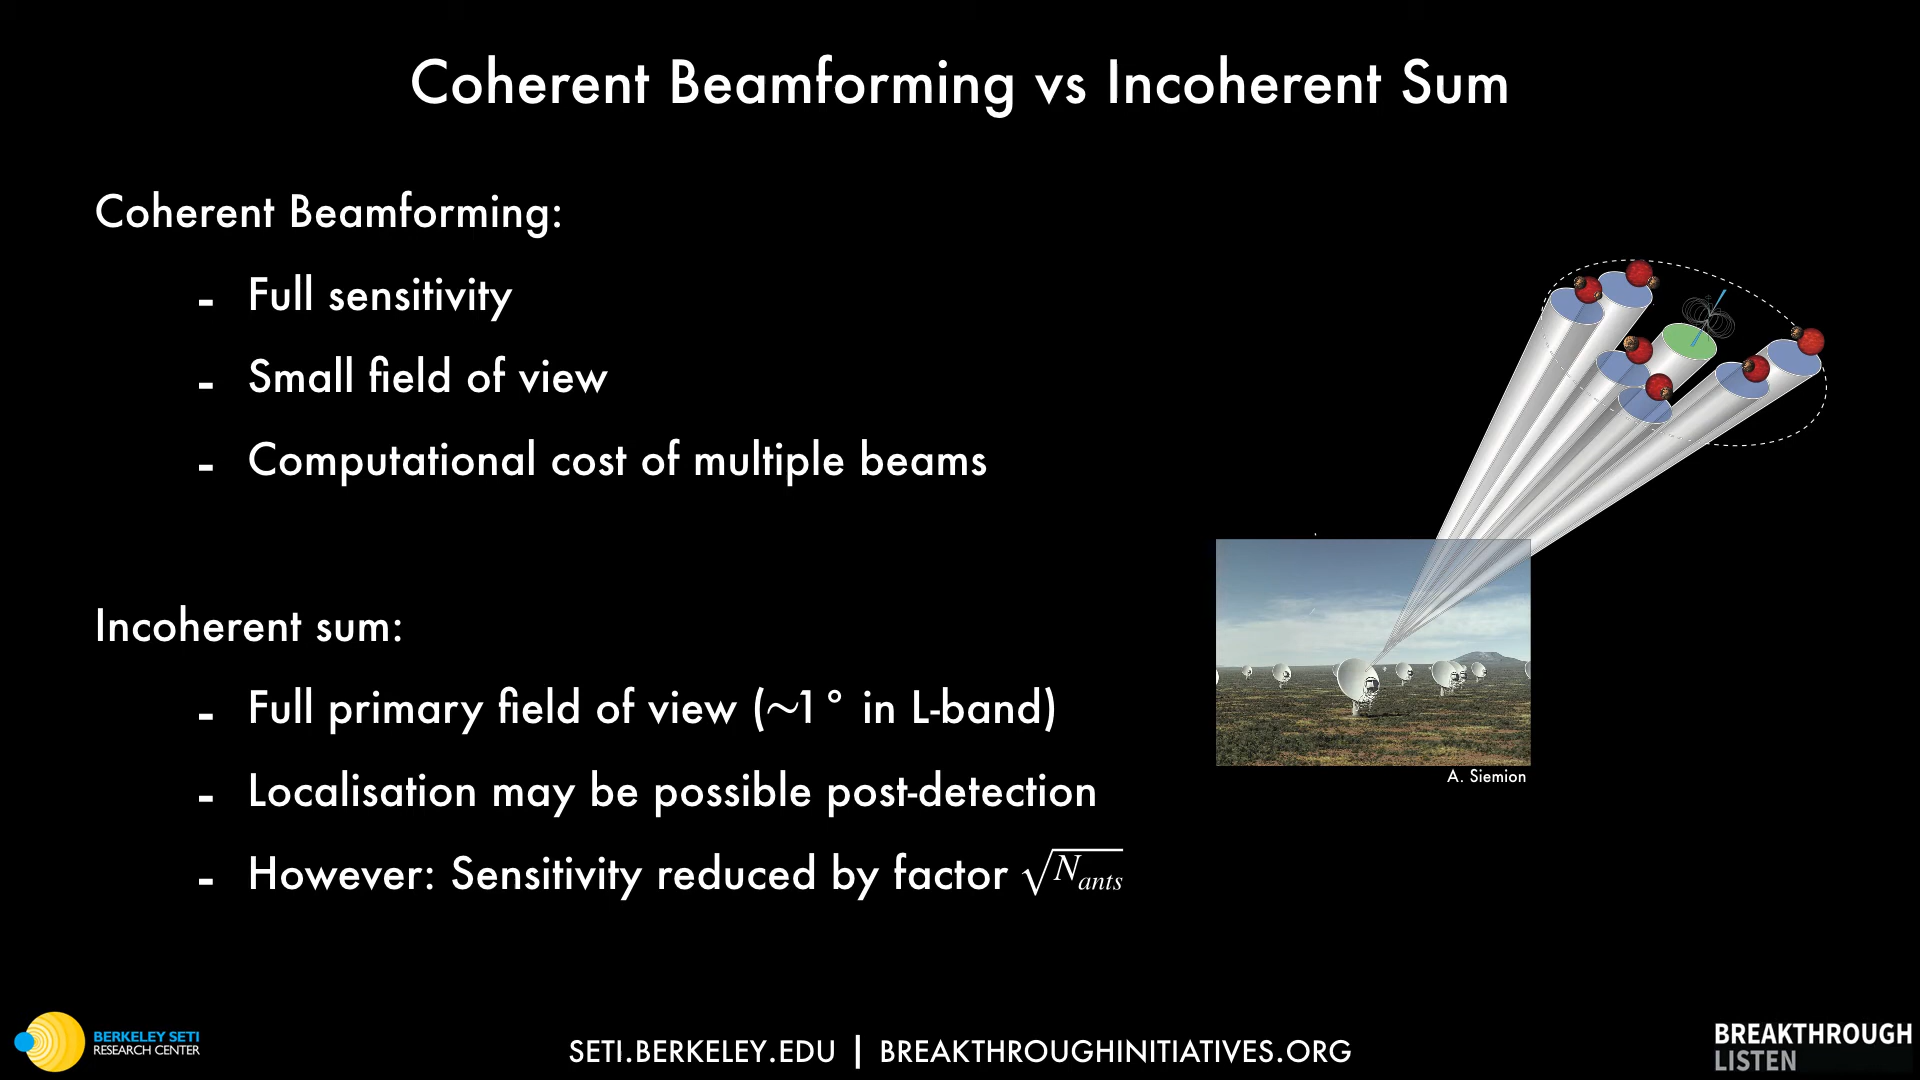 Coherent Beamforming vs Incoherent Sum
Coherent Beamforming:
- Full sensitivity
- Small field of view
- Computational cost of multiple beams
Incoherent sum:
- Full primary field of view (~1° in L-band)
- Localisation may be possible post-detection
- However: Sensitivity reduced by factor √N_ants
A. Siemion
BERKELEY SETI
RESEARCH CENTER
SETI.BERKELEY.EDU | BREAKTHROUGHINITIATIVES.ORG
BREAKTHROUGH
LISTEN